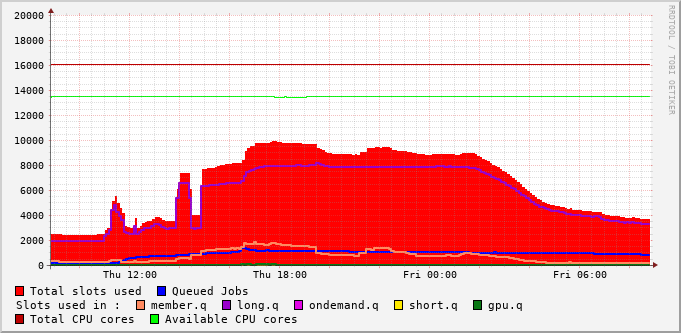 RRDTOOL / TOBI OETIKER
20000
18000
16000
14000
12000
10000
8000
6000
4000
2000
0
Thu 12:00 Thu 18:00 Fri 00:00 Fri 06:00
Total slots used Queued Jobs
Slots used in : member.q long.q ondemand.q short.q gpu.q
Total CPU cores Available CPU cores